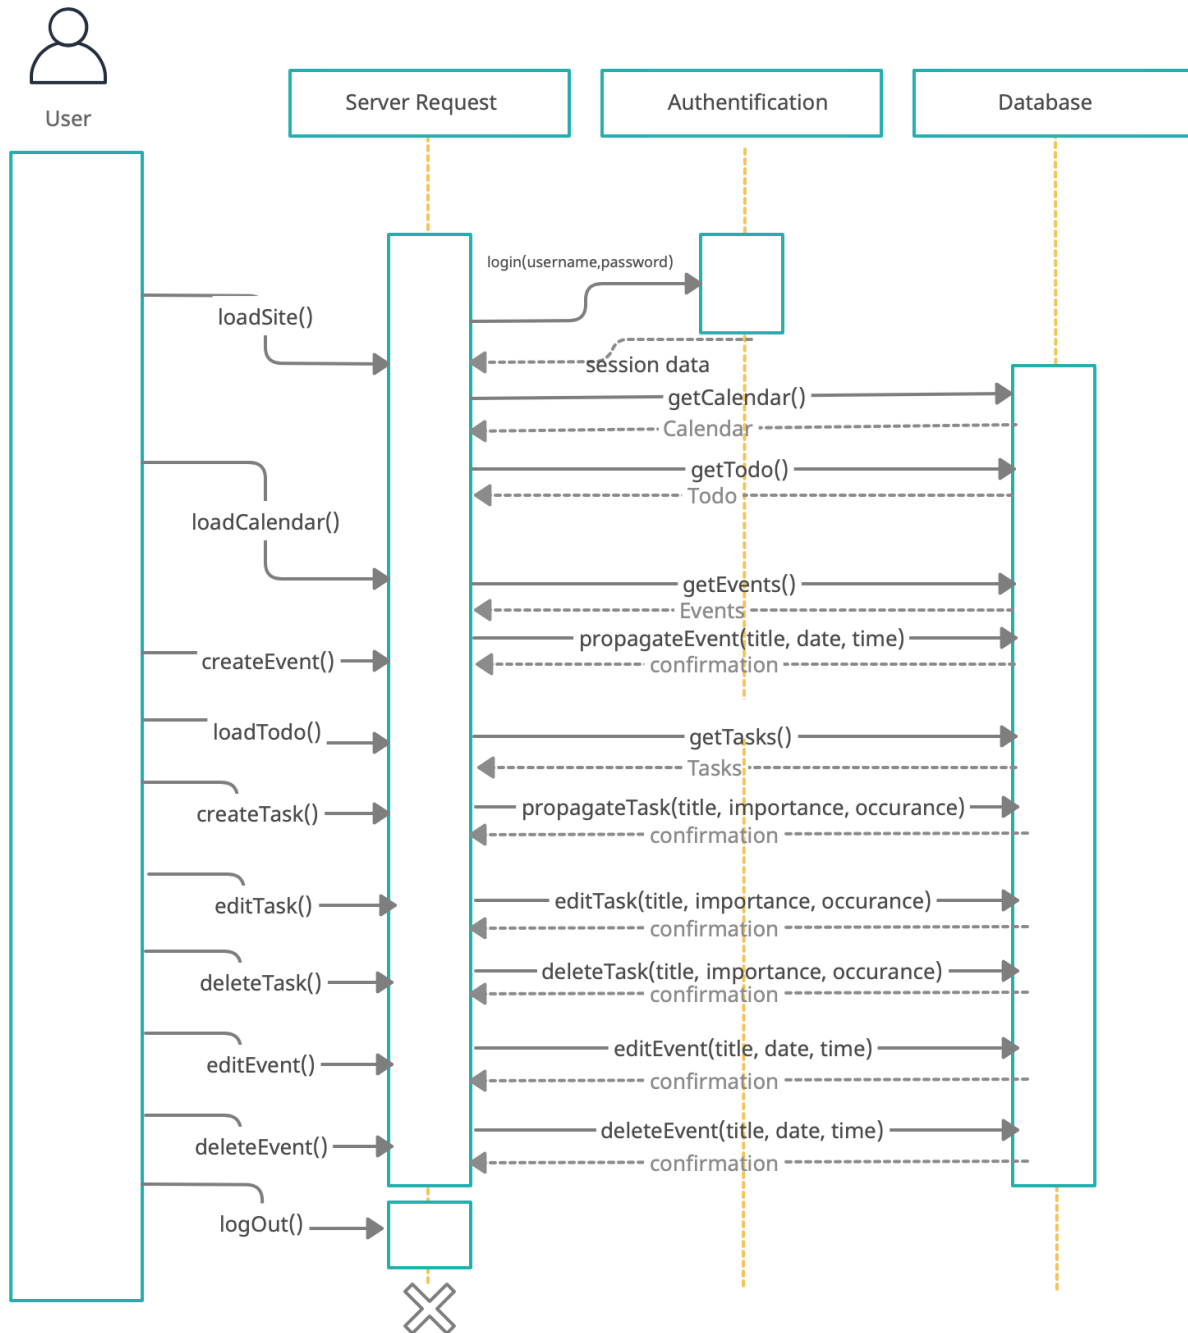 User
Server Request
Authentification
Database
login(username,password)
loadSite()
session data
getCalendar()
Calendar
getTodo()
Todo
loadCalendar()
getEvents()
Events
propagateEvent(title, date, time)
createEvent()
confirmation
loadTodo()
getTasks()
Tasks
propagateTask(title, importance, occurance)
createTask()
confirmation
editTask(title, importance, occurance)
editTask()
confirmation
deleteTask(title, importance, occurance)
deleteTask()
confirmation
editEvent(title, date, time)
editEvent()
confirmation
deleteEvent(title, date, time)
deleteEvent()
confirmation
logOut()